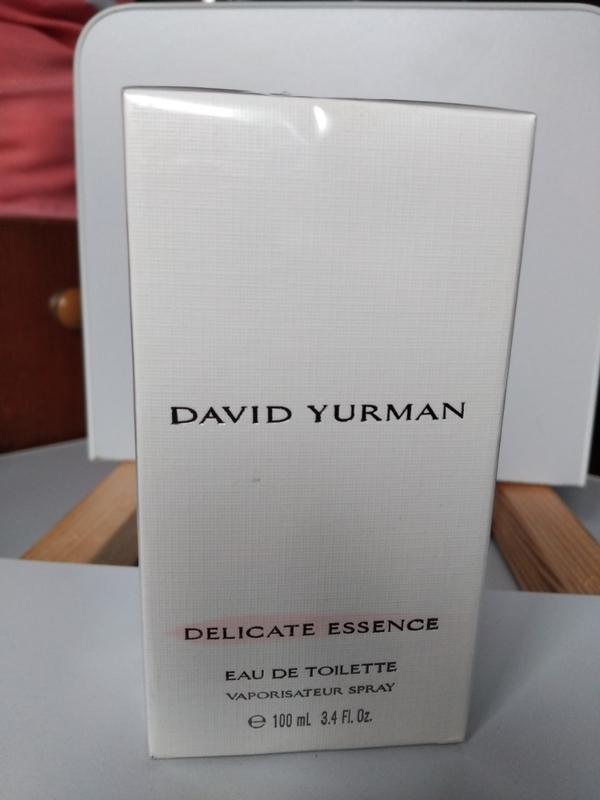 DAVID YURMAN
DELICATE ESSENCE
EAU DE TOILETTE
VAPORISATEUR SPRAY
℮ 100 mL 3.4 Fl. Oz.